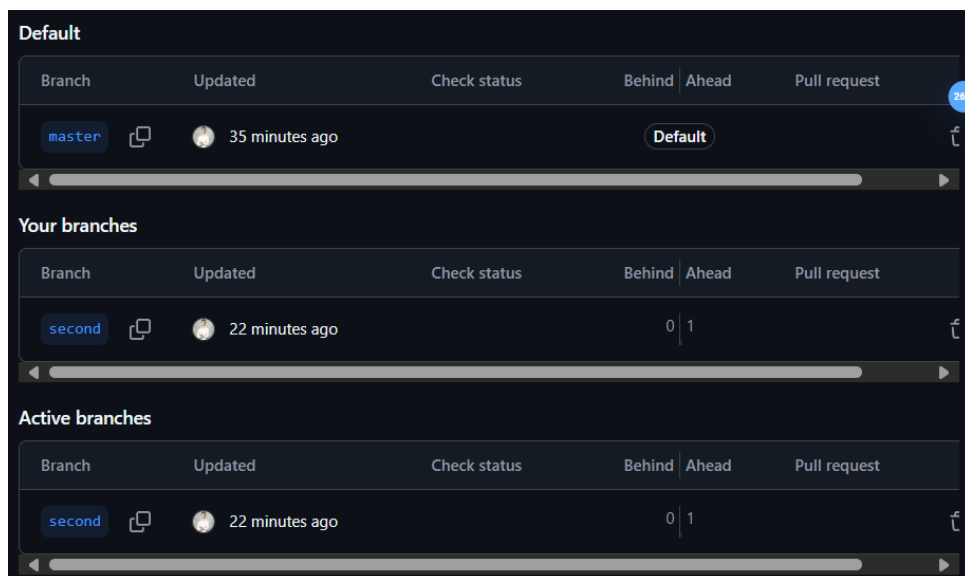 Default
Branch Updated Check status Behind Ahead Pull request
26
master 35 minutes ago Default
Your branches
Branch Updated Check status Behind Ahead Pull request
second 22 minutes ago 0 1
Active branches
Branch Updated Check status Behind Ahead Pull request
second 22 minutes ago 0 1